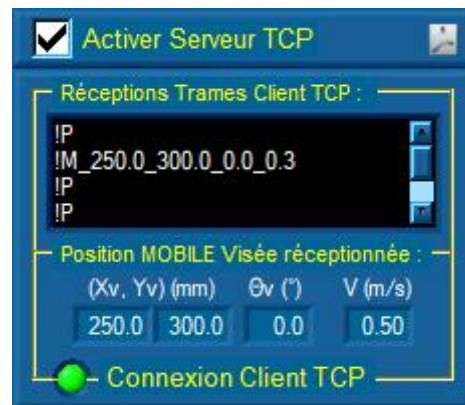 Activer Serveur TCP
Réceptions Trames Client TCP :
!P
!M_250.0_300.0_0.0_0.3
!P
!P
Position MOBILE Visée réceptionnée :
(Xv, Yv) (mm) Θv (°) V (m/s)
250.0 300.0 0.0 0.50
Connexion Client TCP